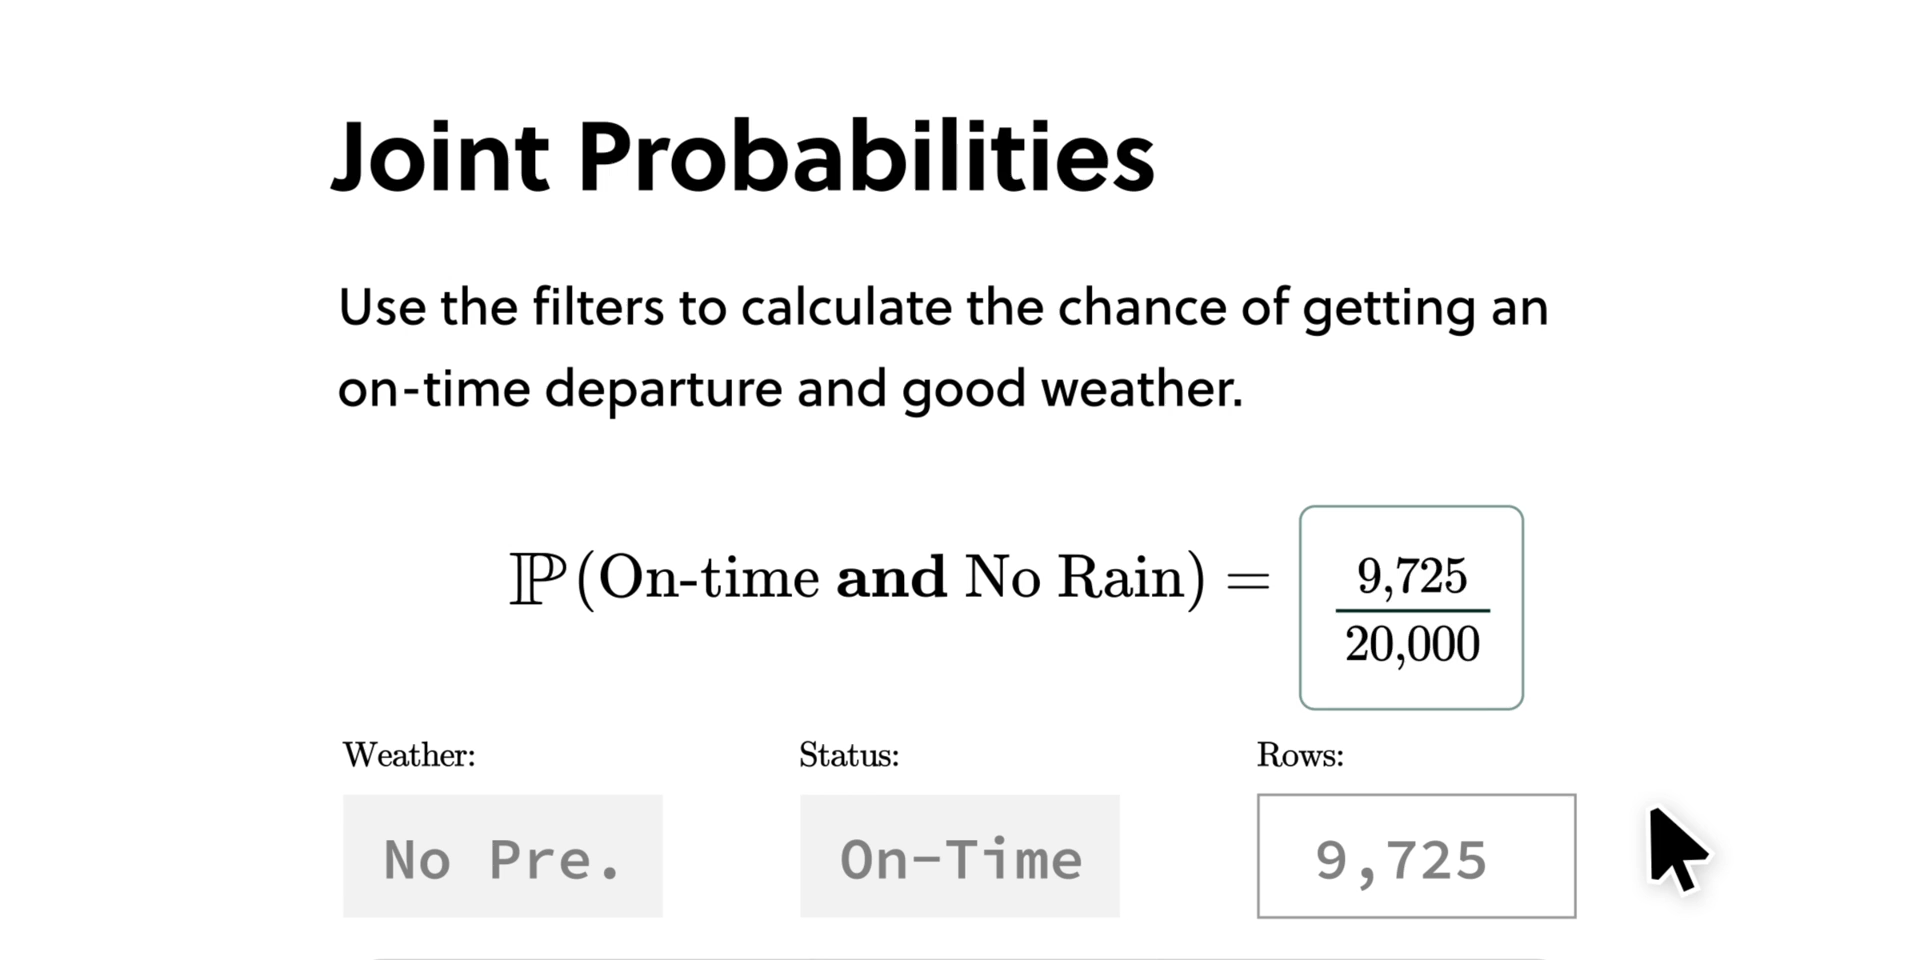 Joint Probabilities
Use the filters to calculate the chance of getting an
on-time departure and good weather.
ℙ(On-time and No Rain) = 9,725
20,000
Weather: Status: Rows:
No Pre. On-Time 9,725